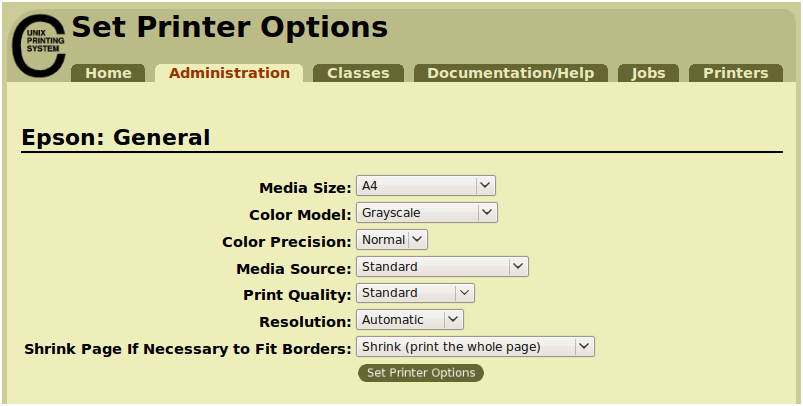 UNIX
PRINTING
SYSTEM
Set Printer Options
Home Administration Classes Documentation/Help Jobs Printers
Epson: General
Media Size: A4
Color Model: Grayscale
Color Precision: Normal
Media Source: Standard
Print Quality: Standard
Resolution: Automatic
Shrink Page If Necessary to Fit Borders: Shrink (print the whole page)
Set Printer Options